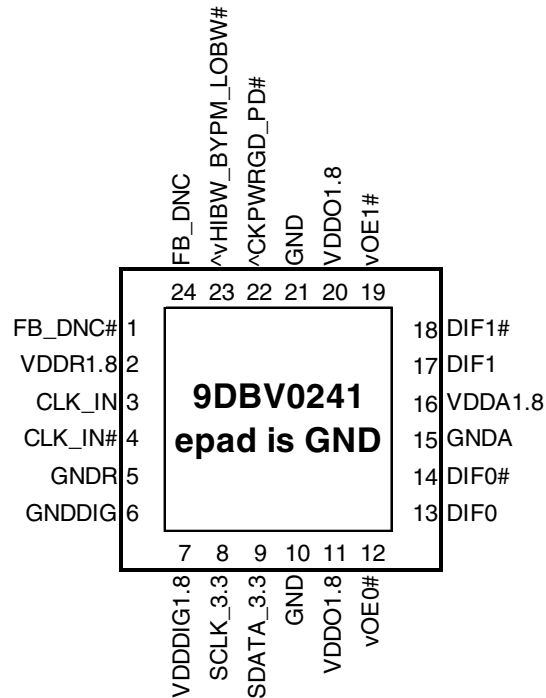 FB_DNC
^vHIBW_BYPM_LOBW#
^CKPWRGD_PD#
GND
VDDO1.8
vOE1#
24 23 22 21 20 19
FB_DNC# 1
VDDR1.8 2
CLK_IN 3
CLK_IN# 4
GNDR 5
GNDDIG 6
9DBV0241
epad is GND
18 DIF1#
17 DIF1
16 VDDA1.8
15 GNDA
14 DIF0#
13 DIF0
7 8 9 10 11 12
VDDDIG1.8
SCLK_3.3
SDATA_3.3
GND
VDDO1.8
vOE0#